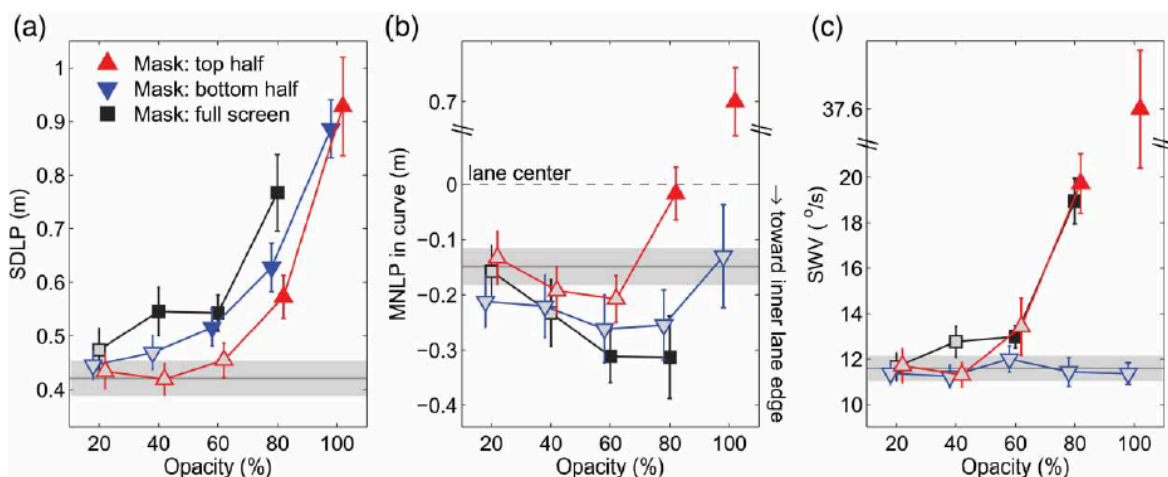 (a)
1
0.9
0.8
0.7
0.6
0.5
0.4
SDLP (m)
Mask: top half
Mask: bottom half
Mask: full screen
20 40 60 80 100
Opacity (%)
(b)
0.7
0
−0.1
−0.2
−0.3
−0.4
MNLP in curve (m)
lane center
→ toward inner lane edge
20 40 60 80 100
Opacity (%)
(c)
37.6
20
18
16
14
12
10
SWV ( °/s)
20 40 60 80 100
Opacity (%)